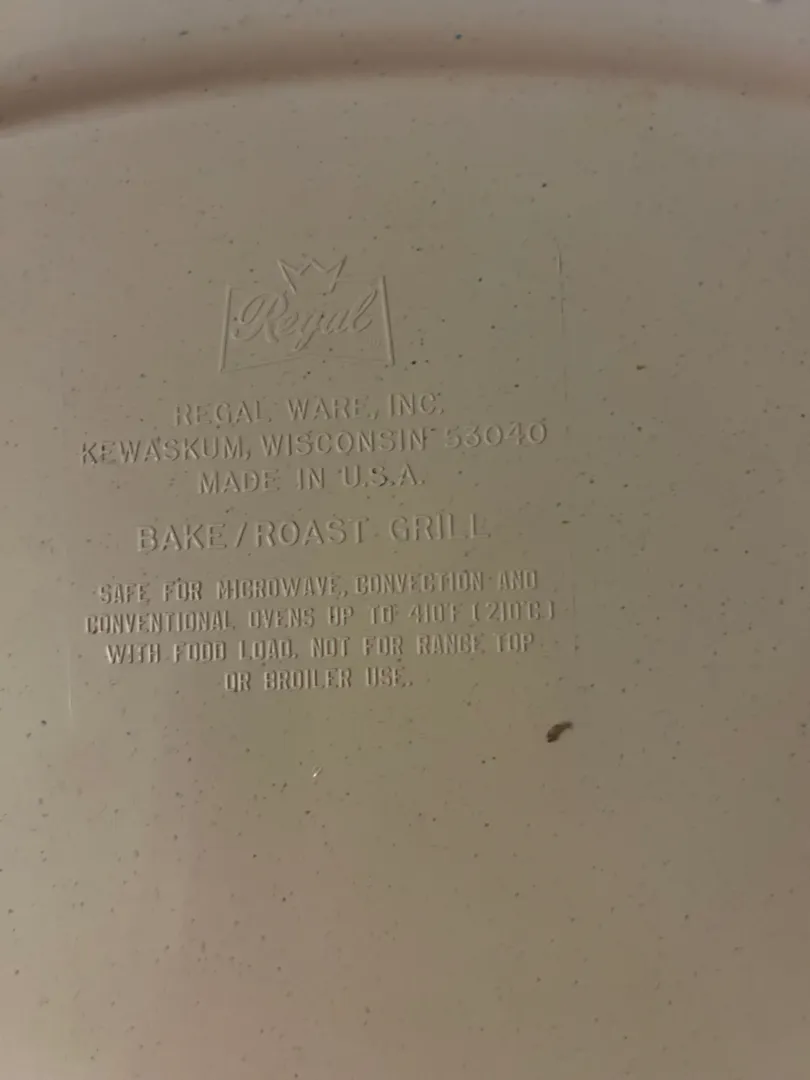 Regal
REGAL WARE, INC.
KEWASKUM, WISCONSIN 53040
MADE IN U.S.A.
BAKE/ROAST GRILL
SAFE FOR MICROWAVE, CONVECTION AND
CONVENTIONAL OVENS UP TO 410°F (210°C)
WITH FOOD LOAD. NOT FOR RANGE TOP
OR BROILER USE.